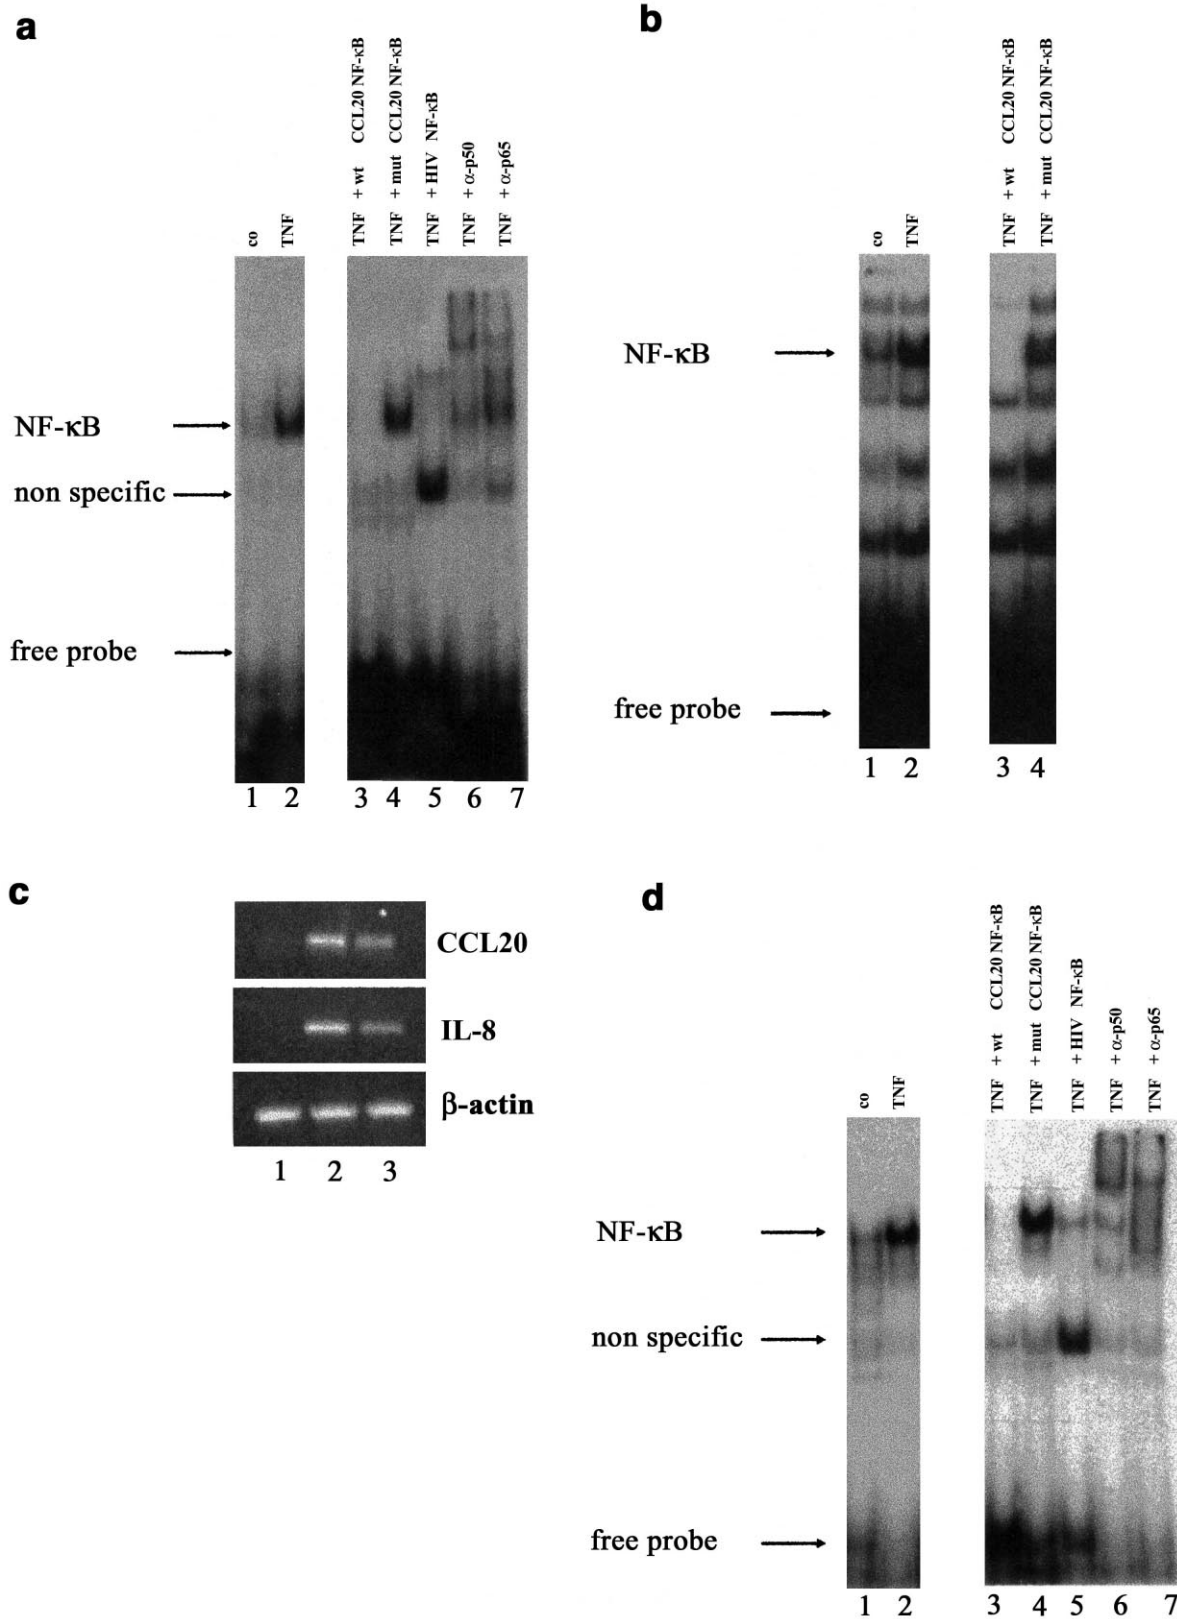 a
co
TNF
TNF + wt CCL20 NF-κB
TNF + mut CCL20 NF-κB
TNF + HIV NF-κB
TNF + α-p50
TNF + α-p65
NF-κB
non specific
free probe
1 2 3 4 5 6 7
b
co
TNF
TNF + wt CCL20 NF-κB
TNF + mut CCL20 NF-κB
NF-κB
free probe
1 2 3 4
c
CCL20
IL-8
β-actin
1 2 3
d
co
TNF
TNF + wt CCL20 NF-κB
TNF + mut CCL20 NF-κB
TNF + HIV NF-κB
TNF + α-p50
TNF + α-p65
NF-κB
non specific
free probe
1 2 3 4 5 6 7